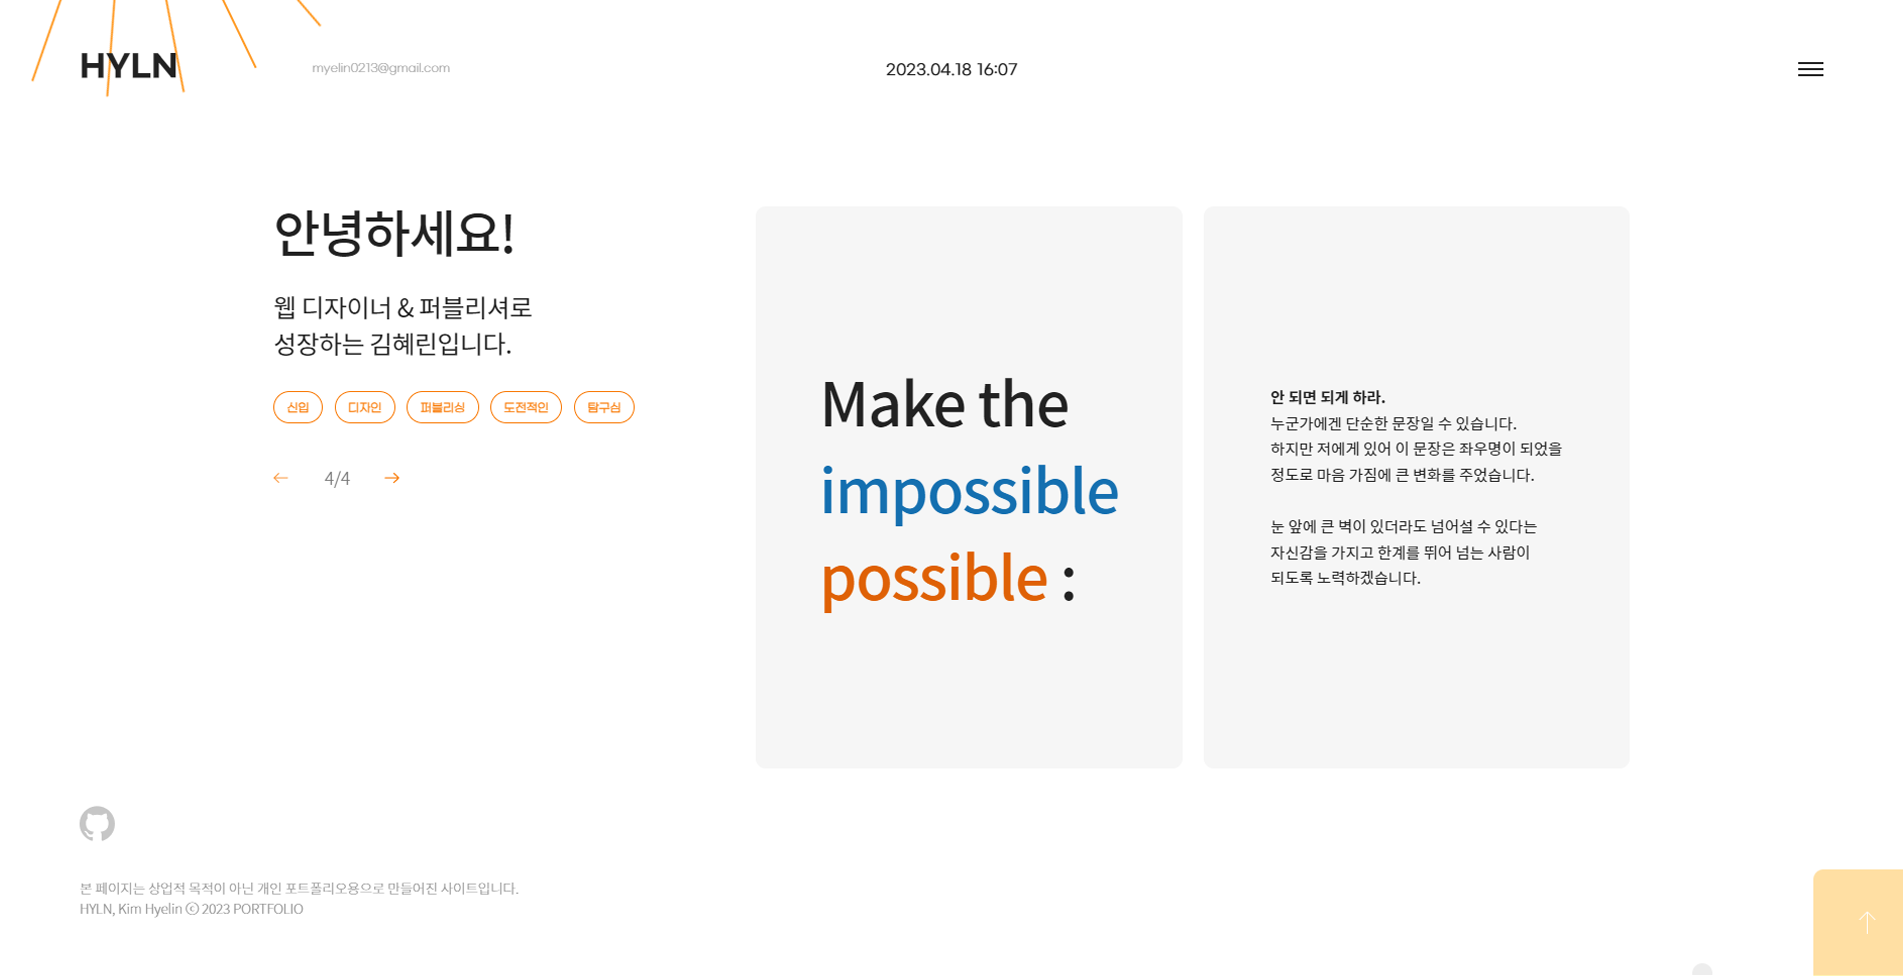 HYLN
myelin0213@gmail.com
2023.04.18 16:07
안녕하세요!
웹 디자이너 & 퍼블리셔로
성장하는 김혜린입니다.
신입
디자인
퍼블리싱
도전적인
탐구심
4/4
Make the
impossible
possible :
안 되면 되게 하라.
누군가에겐 단순한 문장일 수 있습니다.
하지만 저에게 있어 이 문장은 좌우명이 되었을
정도로 마음 가짐에 큰 변화를 주었습니다.
눈 앞에 큰 벽이 있더라도 넘어설 수 있다는
자신감을 가지고 한계를 뛰어 넘는 사람이
되도록 노력하겠습니다.
본 페이지는 상업적 목적이 아닌 개인 포트폴리오용으로 만들어진 사이트입니다.
HYLN, Kim Hyelin ⓒ 2023 PORTFOLIO